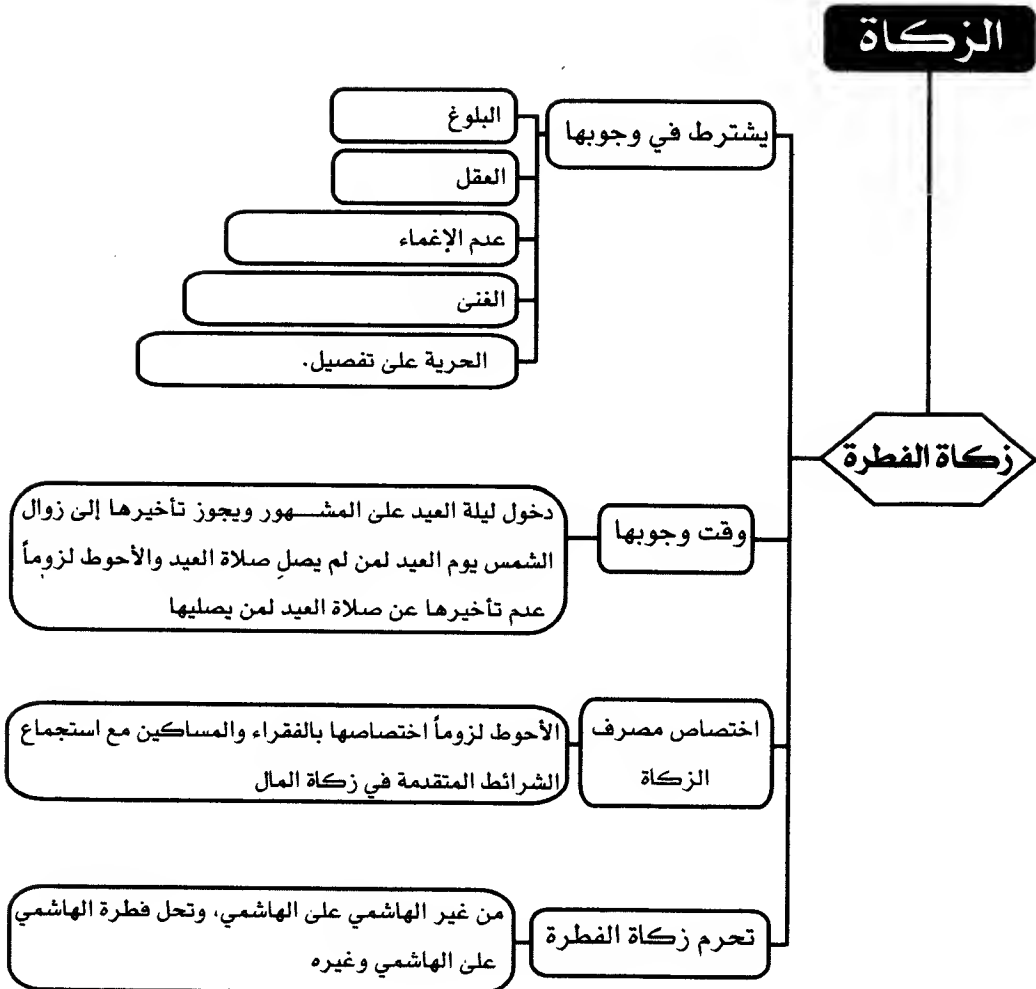 الزكاة
زكاة الفطرة
يشترط في وجوبها
البلوغ
العقل
عدم الإغماء
الغنى
الحرية على تفصيل.
وقت وجوبها
دخول ليلة العيد على المشهور ويجوز تأخيرها إلى زوال
الشمس يوم العيد لمن لم يصلِ صلاة العيد والأحوط لزوماً
عدم تأخيرها عن صلاة العيد لمن يصليها
اختصاص مصرف
الزكاة
الأحوط لزوماً اختصاصها بالفقراء والمساكين مع استجماع
الشرائط المتقدمة في زكاة المال
تحرم زكاة الفطرة
من غير الهاشمي على الهاشمي، وتحل فطرة الهاشمي
على الهاشمي وغيره